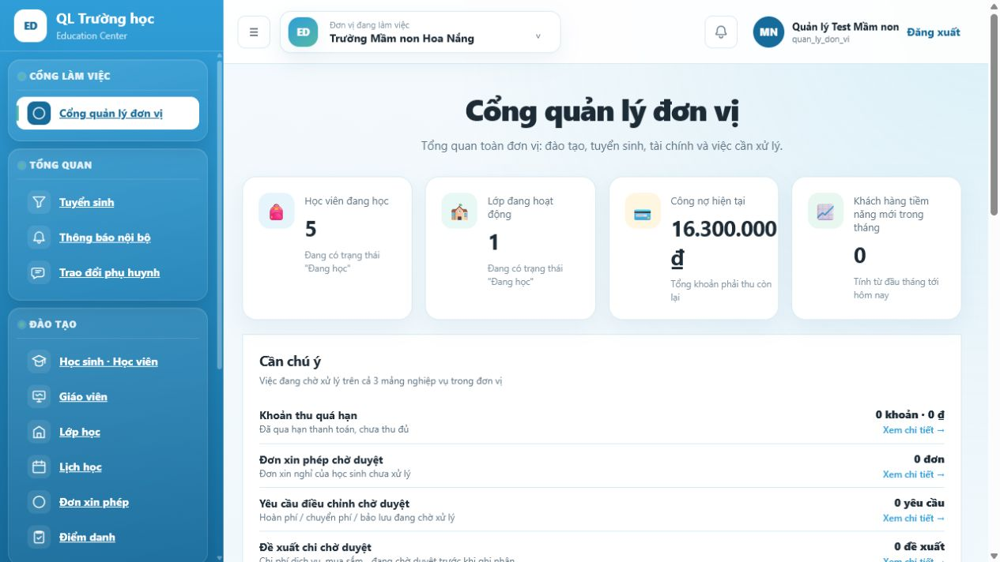 ED
QL Trường học
Education Center
CỔNG LÀM VIỆC
Cổng quản lý đơn vị
TỔNG QUAN
Tuyển sinh
Thông báo nội bộ
Trao đổi phụ huynh
ĐÀO TẠO
Học sinh · Học viên
Giáo viên
Lớp học
Lịch học
Đơn xin phép
Điểm danh
ED
Đơn vị đang làm việc
Trường Mầm non Hoa Nắng
MN
Quản lý Test Mầm non
quan_ly_don_vi
Đăng xuất
Cổng quản lý đơn vị
Tổng quan toàn đơn vị: đào tạo, tuyển sinh, tài chính và việc cần xử lý.
Học viên đang học
5
Đang có trạng thái
"Đang học"
Lớp đang hoạt
động
1
Đang có trạng thái
"Đang học"
Công nợ hiện tại
16.300.000
₫
Tổng khoản phải thu còn
lại
Khách hàng tiềm
năng mới trong
tháng
0
Tính từ đầu tháng tới
hôm nay
Cần chú ý
Việc đang chờ xử lý trên cả 3 mảng nghiệp vụ trong đơn vị
Khoản thu quá hạn
0 khoản · 0 ₫
Đã qua hạn thanh toán, chưa thu đủ
Xem chi tiết →
Đơn xin phép chờ duyệt
0 đơn
Đơn xin nghỉ của học sinh chưa xử lý
Xem chi tiết →
Yêu cầu điều chỉnh chờ duyệt
0 yêu cầu
Hoàn phí / chuyển phí / bảo lưu đang chờ xử lý
Xem chi tiết →
Đề xuất chi chờ duyệt
0 đề xuất
Chi phí dịch vụ, mua sắm... đang chờ duyệt trước khi ghi nhận
Xem chi tiết →